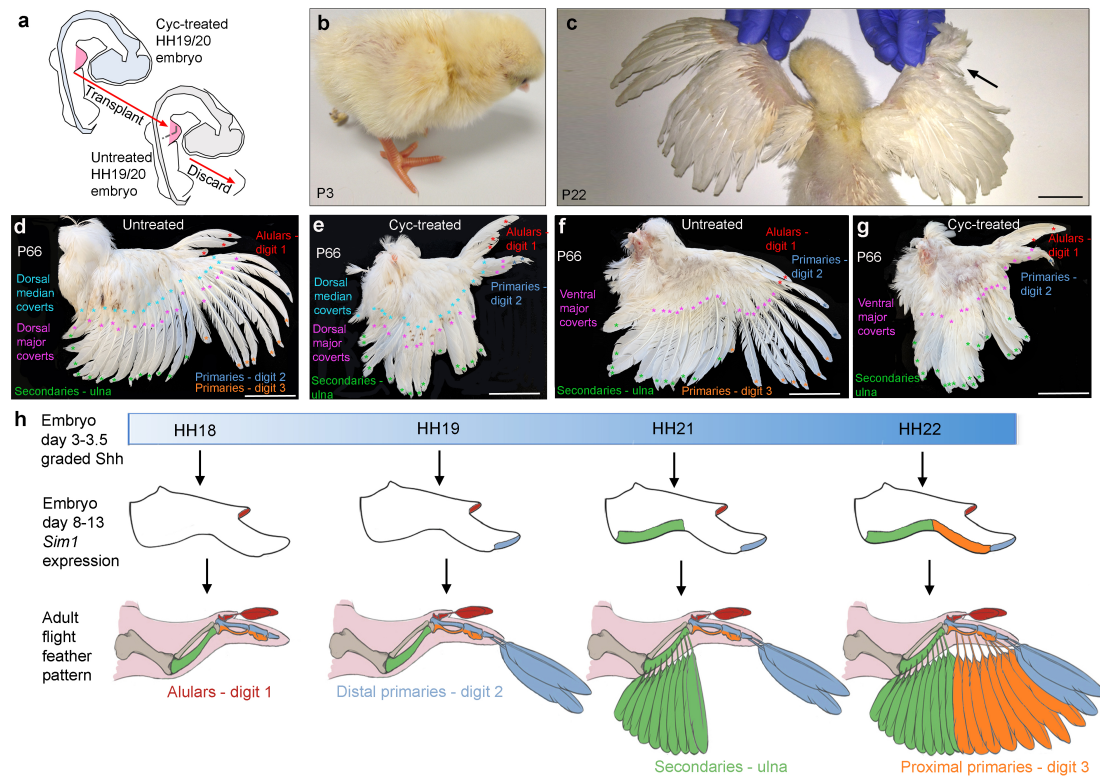 a
Cyc-treated
HH19/20
embryo
Transplant
Untreated
HH19/20
embryo
Discard
b
P3
c
P22
d
Untreated
P66
Alulars -
digit 1
Dorsal
median
coverts
Dorsal
major
coverts
Secondaries - ulna
Primaries - digit 2
Primaries - digit 3
e
Cyc-treated
P66
Alulars -
digit 1
Primaries -
digit 2
Dorsal
median
coverts
Dorsal
major
coverts
Secondaries -
ulna
f
Untreated
P66
Alulars -
digit 1
Primaries -
digit 2
Ventral
major
coverts
Secondaries - ulna
Primaries - digit 3
g
Cyc-treated
P66
Alulars -
digit 1
Primaries -
digit 2
Ventral
major
coverts
Secondaries -
ulna
h
Embryo
day 3-3.5
graded Shh
HH18
HH19
HH21
HH22
Embryo
day 8-13
Sim1
expression
Adult
flight
feather
pattern
Alulars - digit 1
Distal primaries - digit 2
Secondaries - ulna
Proximal primaries - digit 3